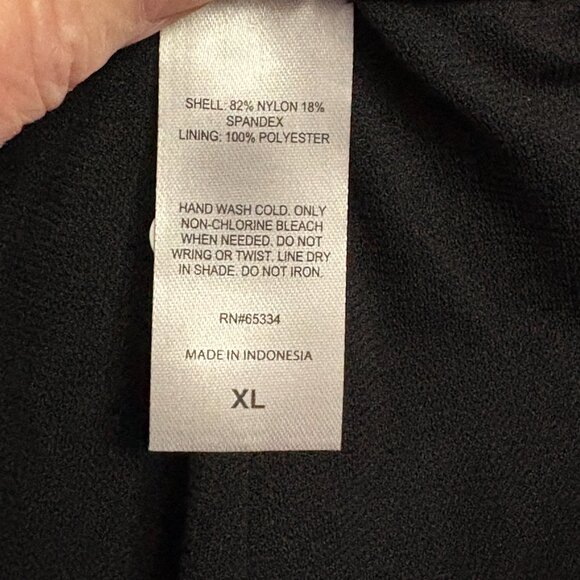 SHELL: 82% NYLON 18%
SPANDEX
LINING: 100% POLYESTER
HAND WASH COLD. ONLY
NON-CHLORINE BLEACH
WHEN NEEDED. DO NOT
WRING OR TWIST. LINE DRY
IN SHADE. DO NOT IRON.
RN#65334
MADE IN INDONESIA
XL